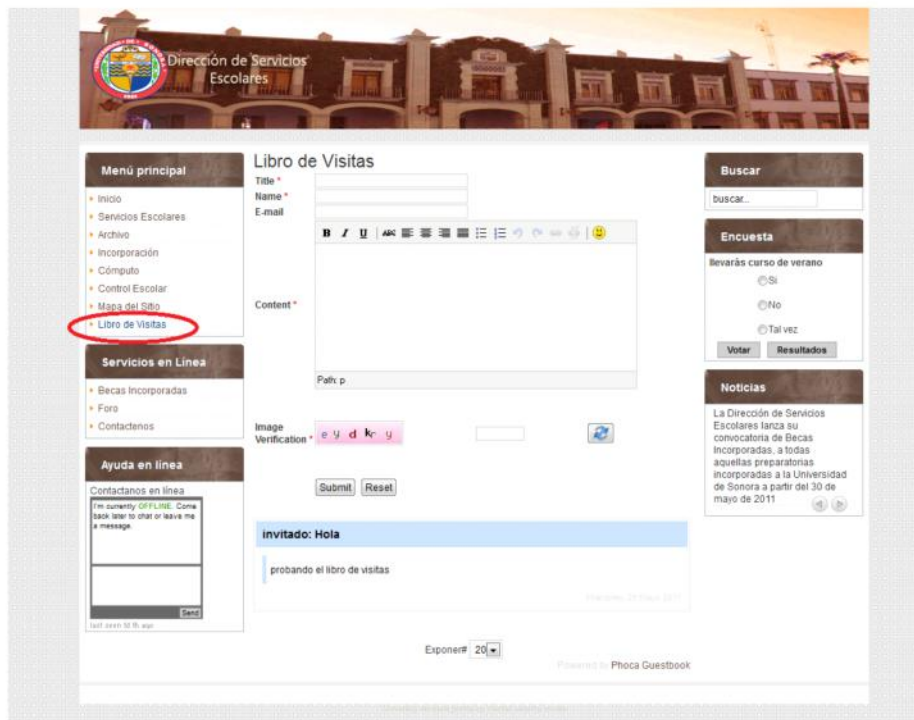 Dirección de Servicios
Escolares
Menú principal
Inicio
Servicios Escolares
Archivo
Incorporación
Cómputo
Control Escolar
Mapa del Sitio
Libro de Visitas
Servicios en Línea
Becas Incorporadas
Foro
Contactenos
Ayuda en línea
Contactanos en línea
I'm currently OFFLINE. Come
back later to chat or leave me
a message.
Send
Libro de Visitas
Title *
Name *
E-mail
B I U ABC
Content *
Path: p
Image
Verification *
Submit Reset
invitado: Hola
probando el libro de visitas
Exponer# 20
Powered by Phoca Guestbook
Buscar
buscar...
Encuesta
llevaràs curso de verano
Si
No
Tal vez
Votar Resultados
Noticias
La Dirección de Servicios
Escolares lanza su
convocatoria de Becas
Incorporadas, a todas
aquellas preparatorias
incorporadas a la Universidad
de Sonora a partir del 30 de
mayo de 2011